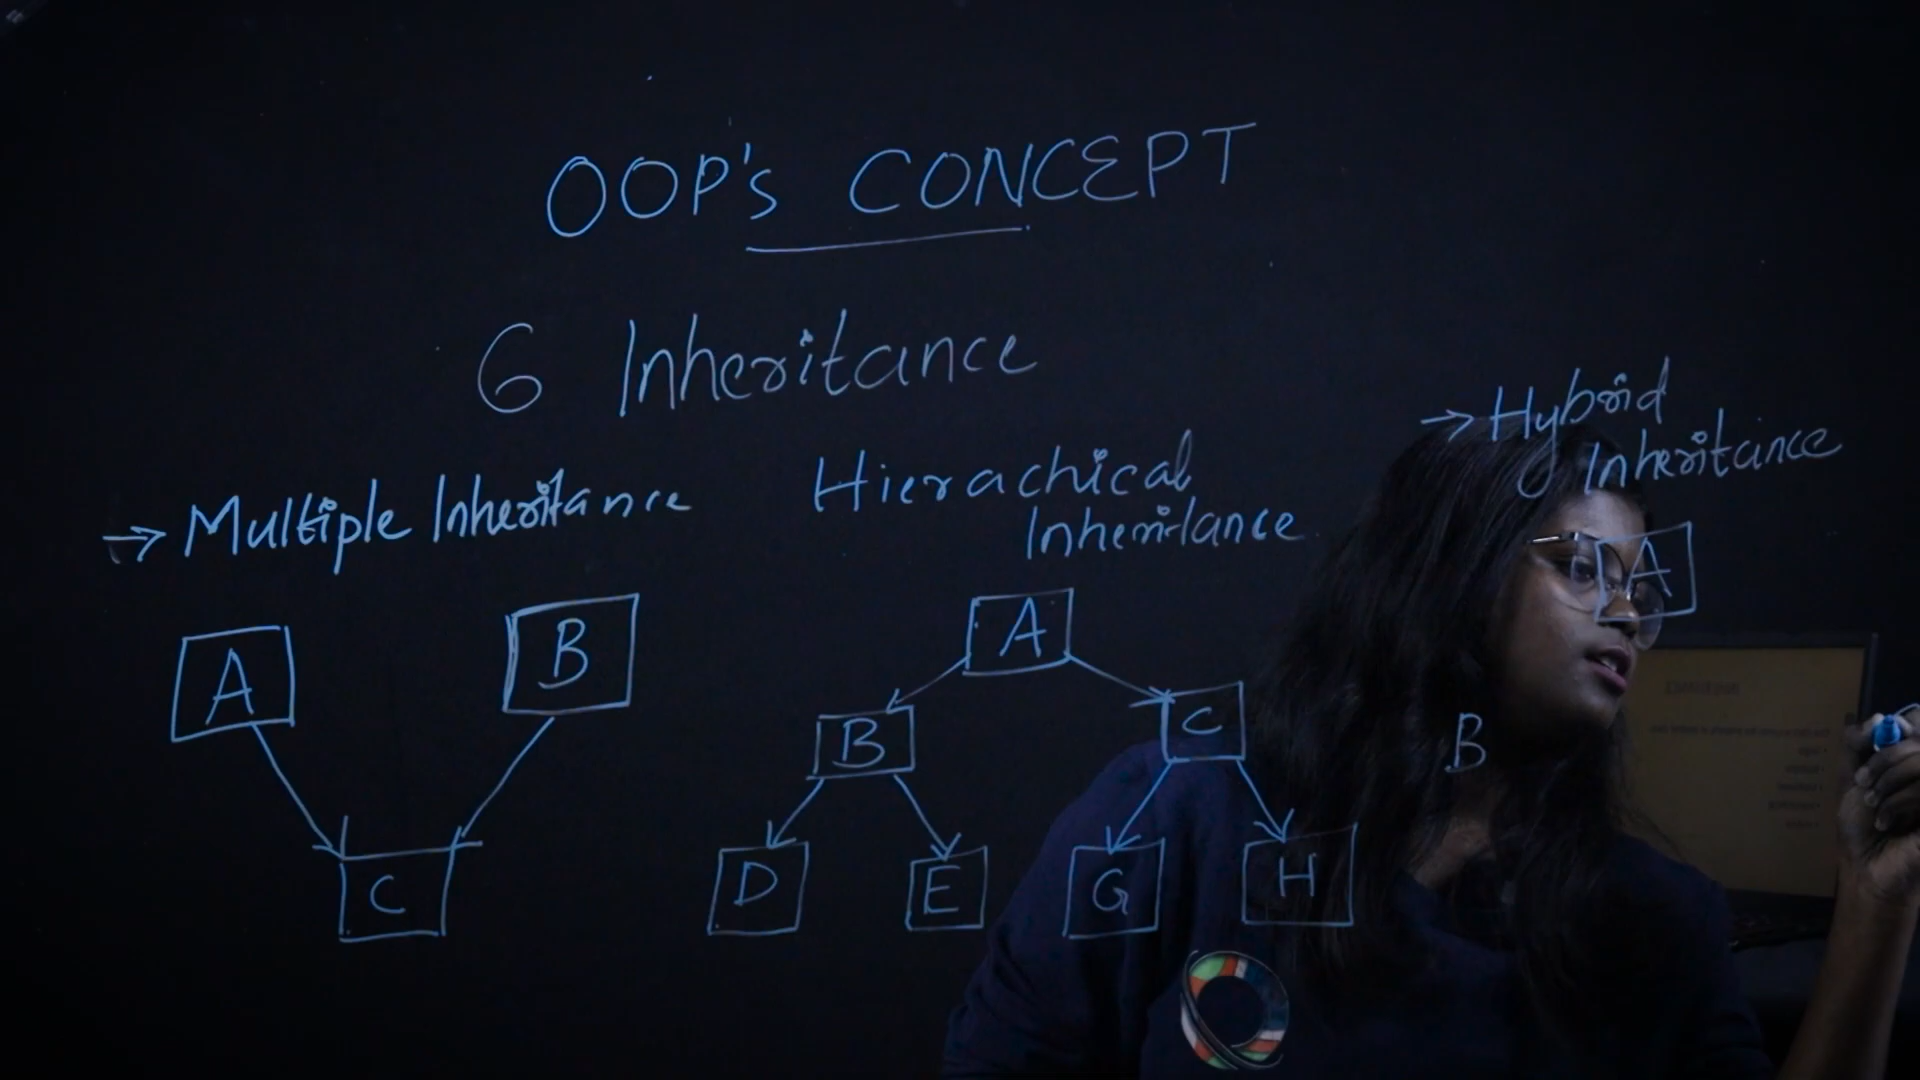 OOP's CONCEPT
6 Inheritance
→ Multiple Inheritance
A
B
C
Hierachical
Inheritance
A
B
C
D
E
G
H
→ Hybrid
Inheritance
A
B